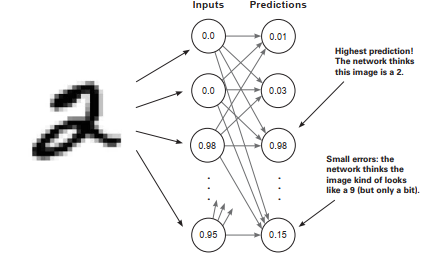 Inputs Predictions
0.0 0.01
Highest prediction!
The network thinks
this image is a 2.
0.0 0.03
0.98 0.98
Small errors: the
network thinks the
image kind of looks
like a 9 (but only a bit).
0.95 0.15